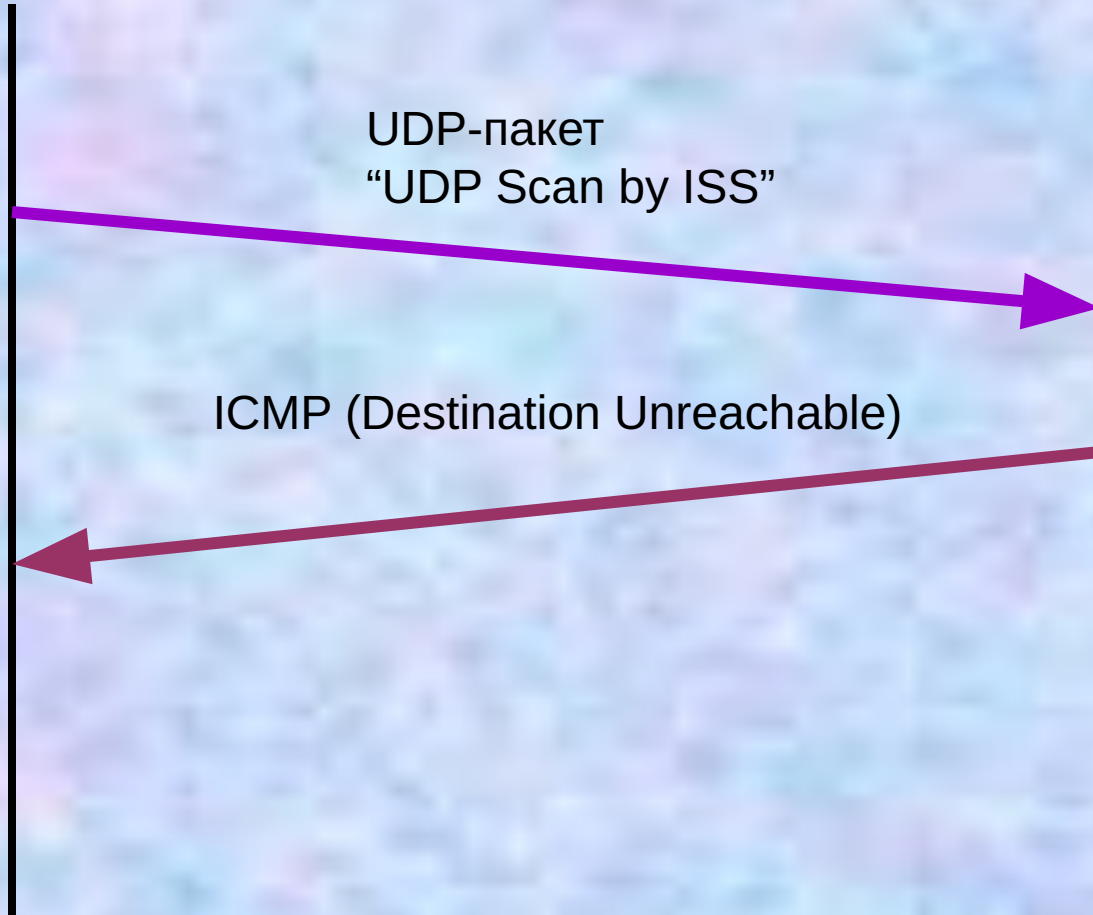 UDP-пакет
“UDP Scan by ISS”
ICMP (Destination Unreachable)